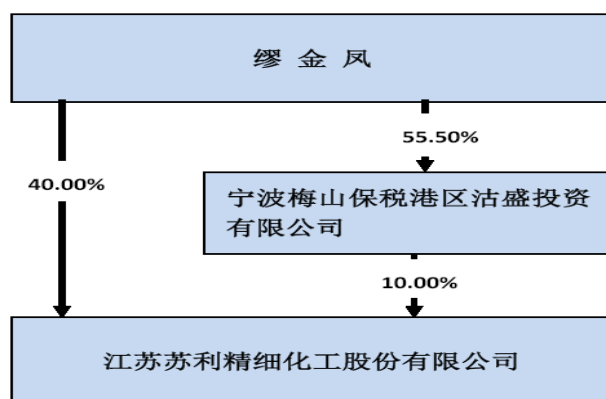 缪 金 凤
55.50%
40.00%
宁波梅山保税港区沽盛投资
有限公司
10.00%
江苏苏利精细化工股份有限公司